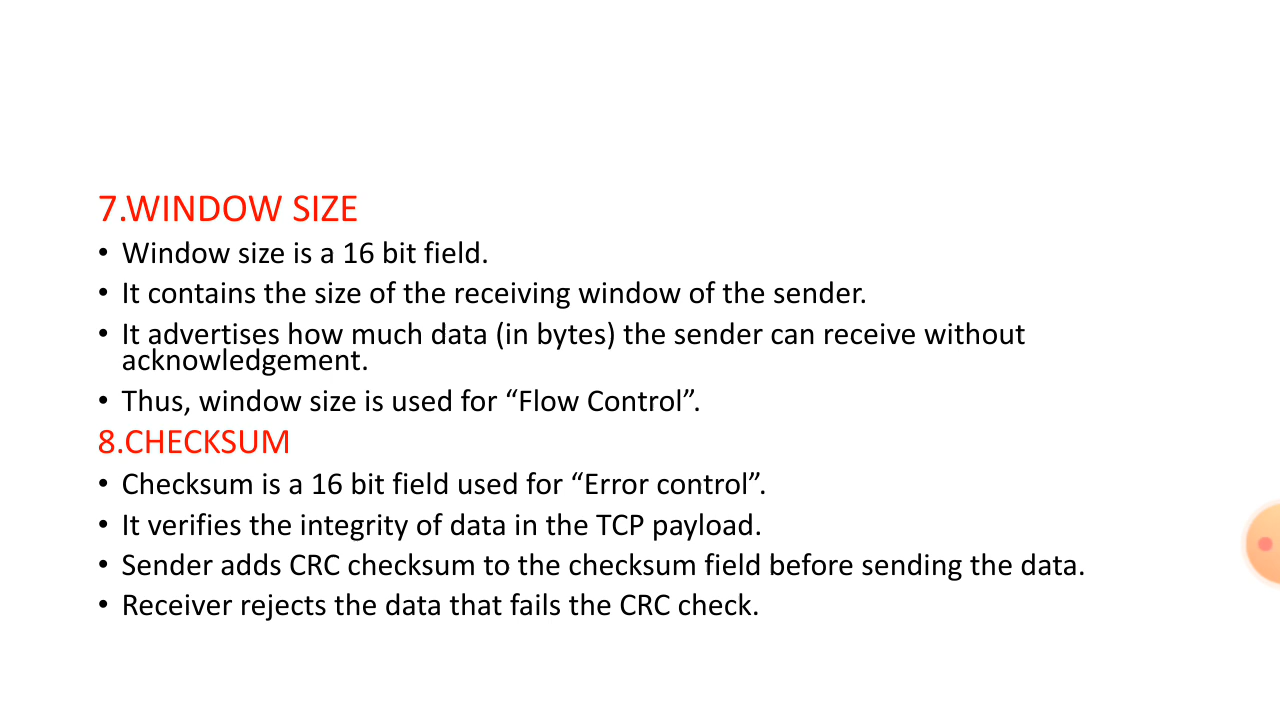 7.WINDOW SIZE
• Window size is a 16 bit field.
• It contains the size of the receiving window of the sender.
• It advertises how much data (in bytes) the sender can receive without
acknowledgement.
• Thus, window size is used for “Flow Control”.
8.CHECKSUM
• Checksum is a 16 bit field used for “Error control”.
• It verifies the integrity of data in the TCP payload.
• Sender adds CRC checksum to the checksum field before sending the data.
• Receiver rejects the data that fails the CRC check.